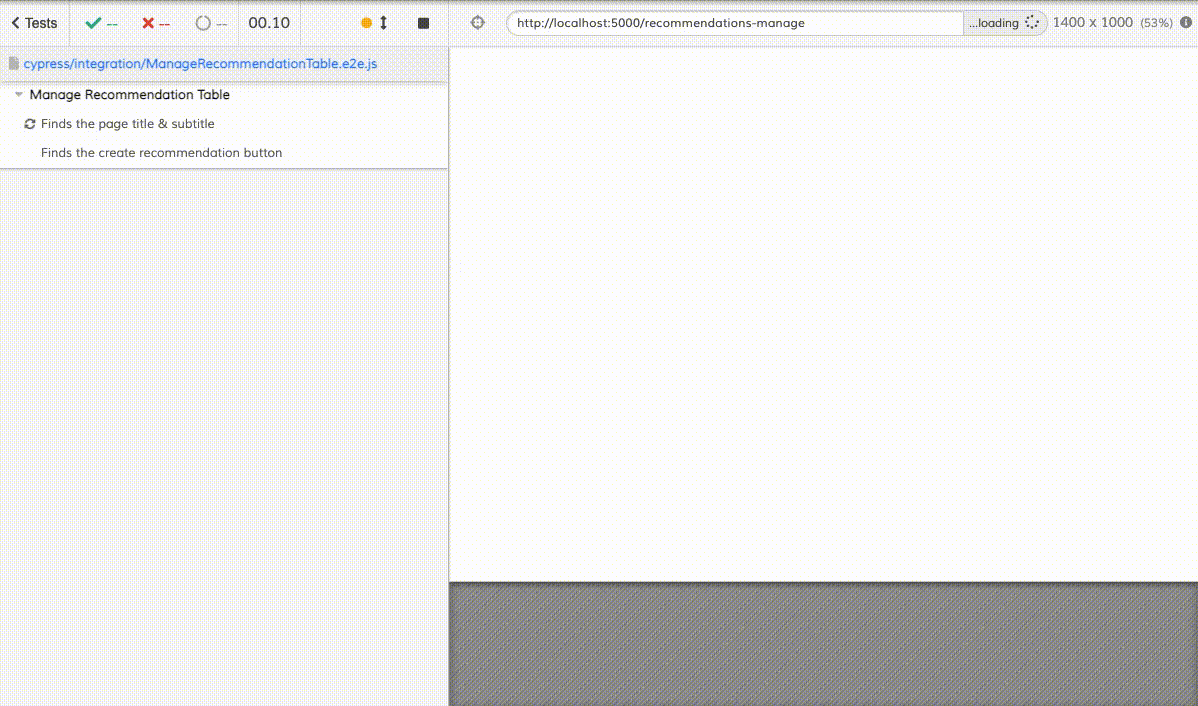 Tests -- -- -- 00.10 http://localhost:5000/recommendations-manage ...loading 1400 x 1000 (53%)
cypress/integration/ManageRecommendationTable.e2e.js
Manage Recommendation Table
Finds the page title & subtitle
Finds the create recommendation button